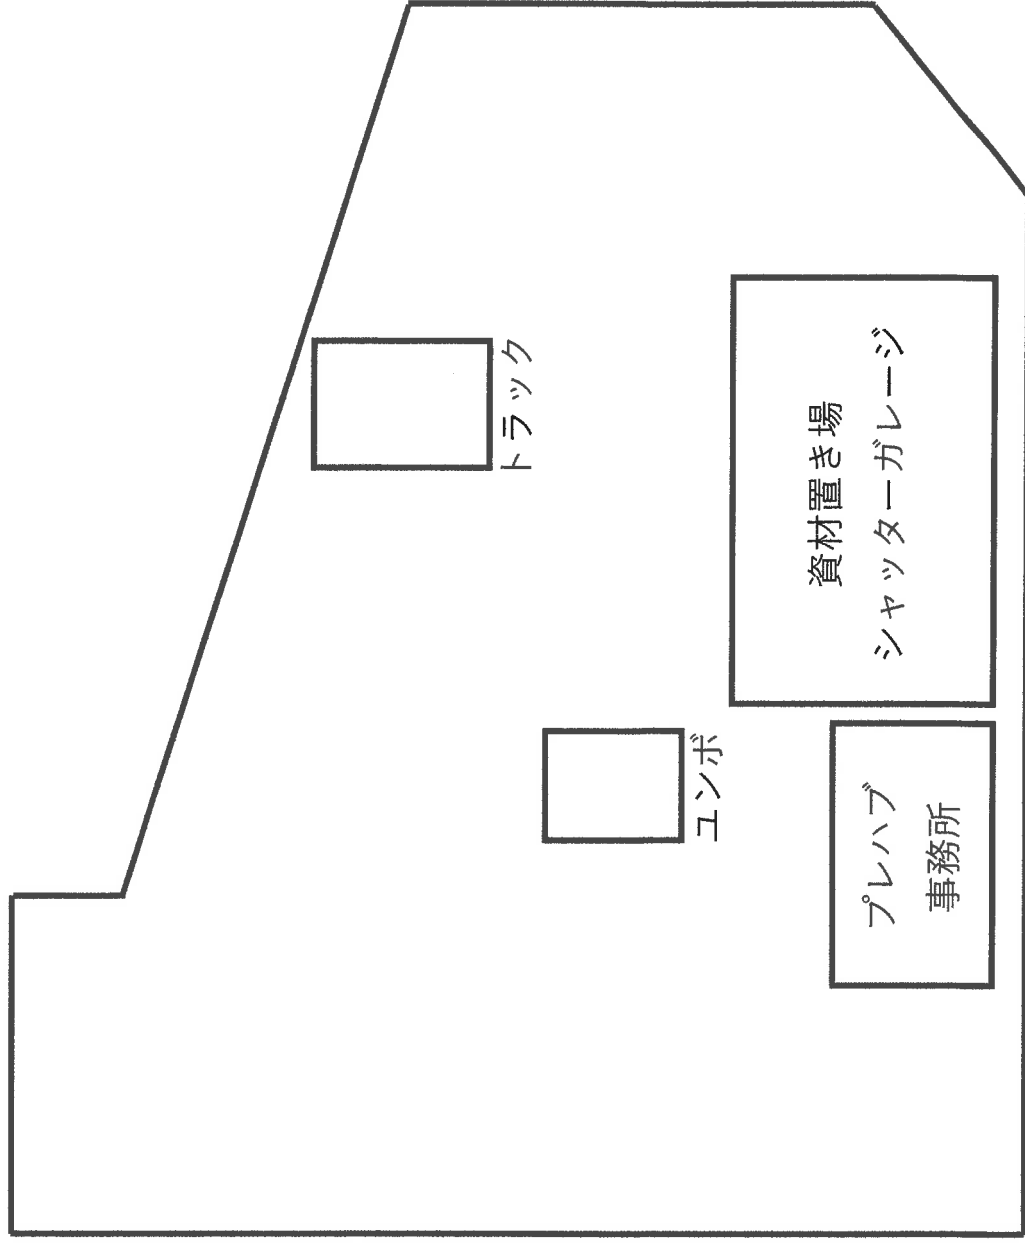 トラック
資材置き場
シャッターガレージ
ユンボ
プレハブ
事務所